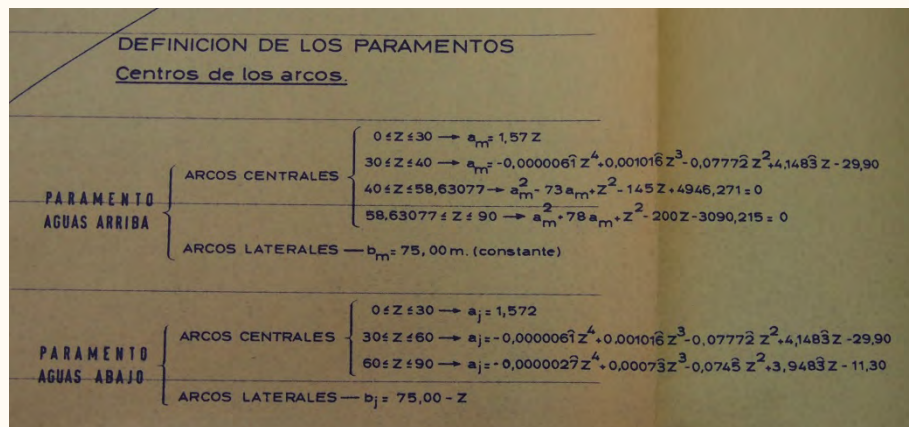 DEFINICION DE LOS PARAMENTOS
Centros de los arcos.
0≤Z≤30 → aₘ= 1,57 Z
30≤Z≤40 → aₘ=-0,0000061̂Z⁴+0,001016̂Z³-0,07772̂Z²+4,1483̂Z-29,90
ARCOS CENTRALES
40≤Z≤58,63077→ aₘ²- 73aₘ+Z²-145Z+4946,271=0
PARAMENTO
AGUAS ARRIBA
58.63077≤Z≤90 → aₘ²+78aₘ+Z²-200Z-3090,215=0
ARCOS LATERALES — bₘ= 75,00 m. (constante)
0≤Z≤30 → aⱼ= 1,572
ARCOS CENTRALES
30≤Z≤60 → aⱼ=-0,0000061̂Z⁴+0.001016̂Z³-0,07772̂Z²+4,1483̂Z-29,90
PARAMENTO
AGUAS ABAJO
60≤Z≤90 → aⱼ=-0,0000027̂Z⁴+0,00073̂Z³-0,0745̂Z²+3,9483̂Z-11,30
ARCOS LATERALES — bⱼ= 75,00 - Z